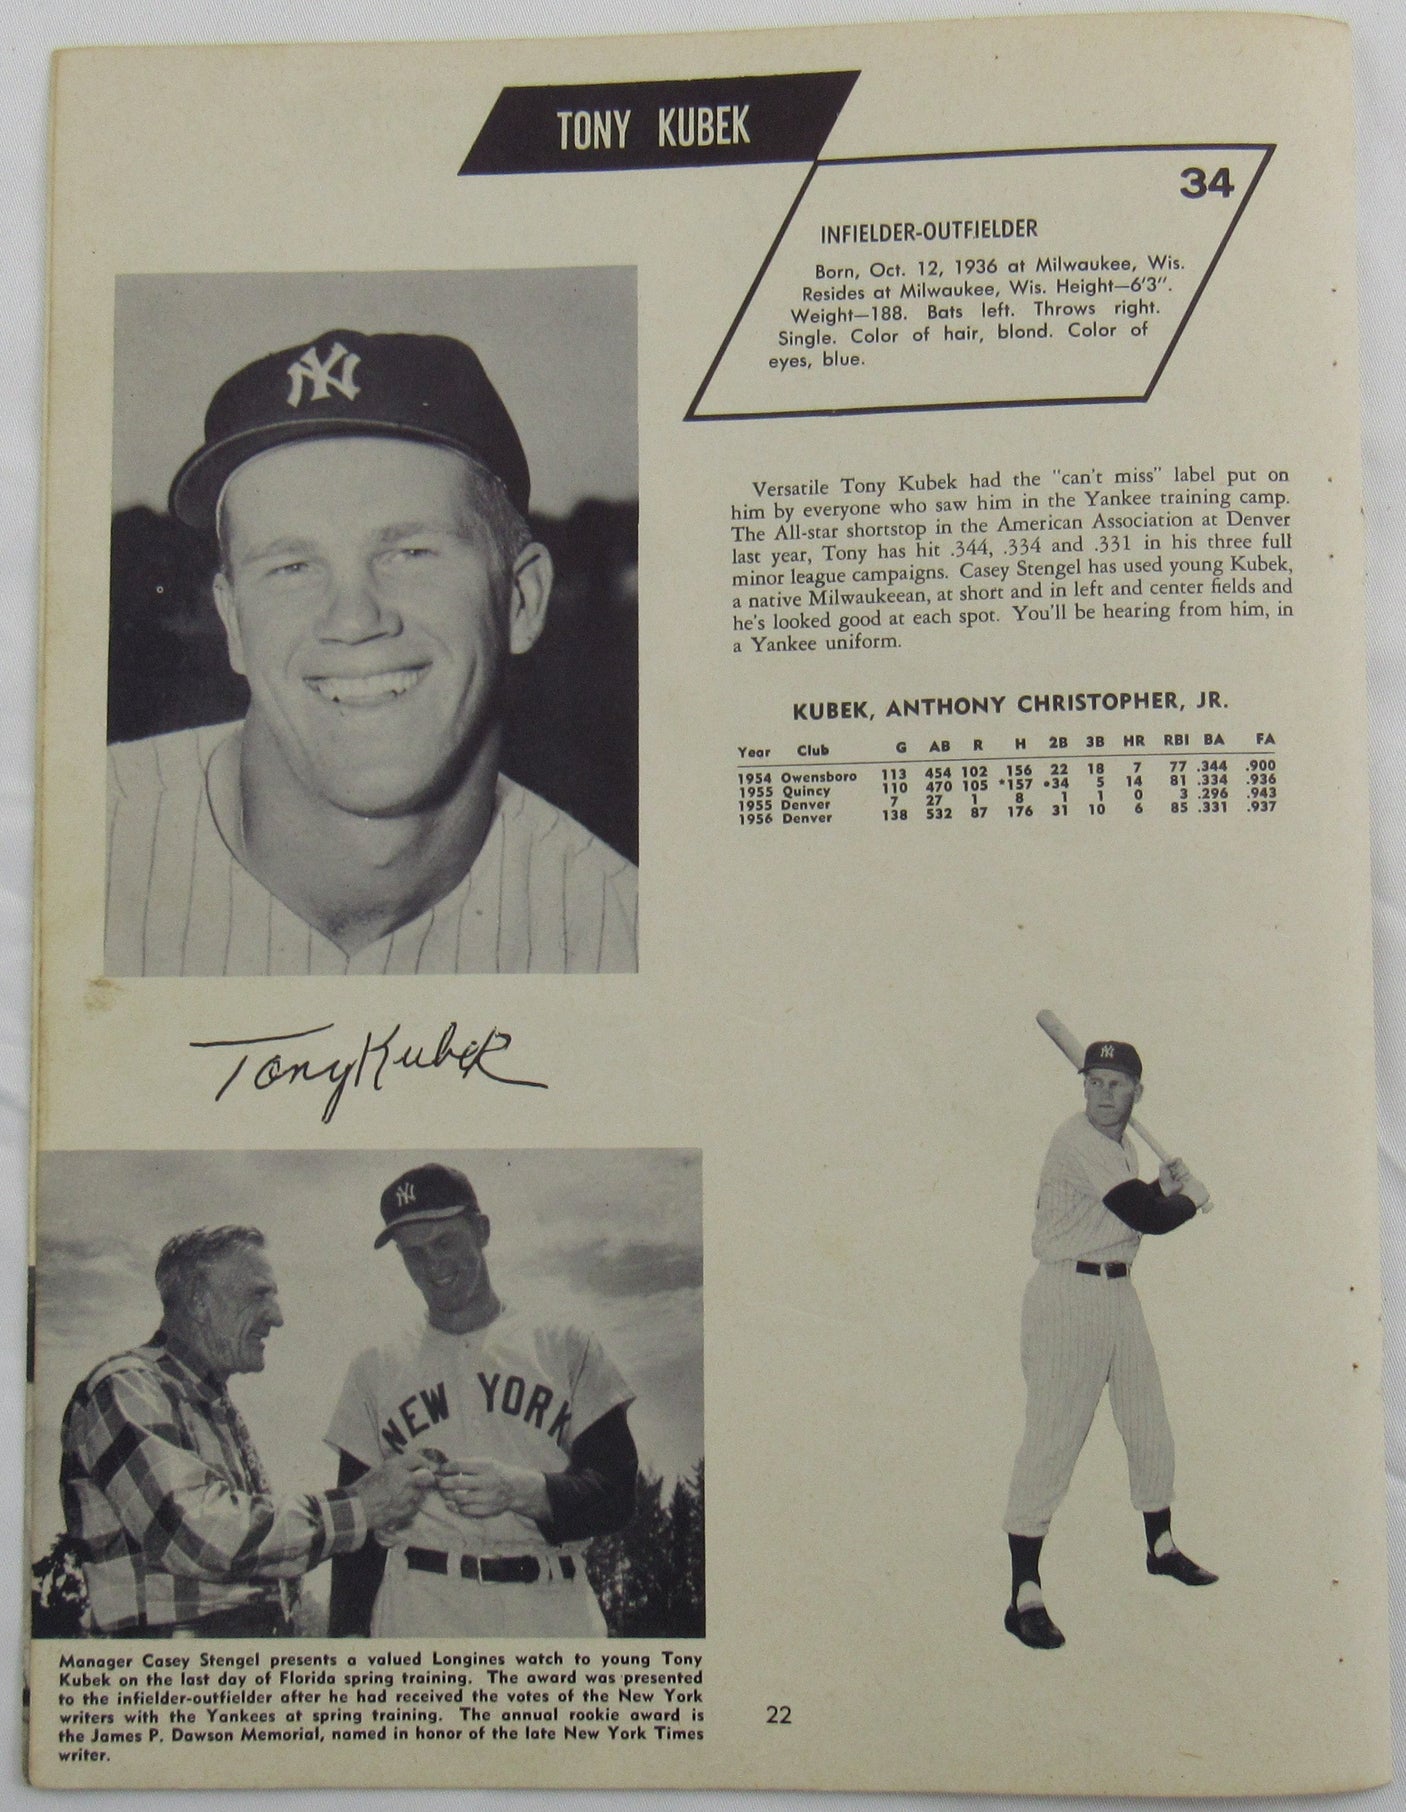 TONY KUBEK
34
INFIELDER-OUTFIELDER
Born, Oct. 12, 1936 at Milwaukee, Wis.
Resides at Milwaukee, Wis. Height—6'3".
Weight—188. Bats left. Throws right.
Single. Color of hair, blond. Color of
eyes, blue.
Versatile Tony Kubek had the "can't miss" label put on
him by everyone who saw him in the Yankee training camp.
The All-star shortstop in the American Association at Denver
last year, Tony has hit .344, .334 and .331 in his three full
minor league campaigns. Casey Stengel has used young Kubek,
a native Milwaukeean, at short and in left and center fields and
he's looked good at each spot. You'll be hearing from him, in
a Yankee uniform.
KUBEK, ANTHONY CHRISTOPHER, JR.
Year Club G AB R H 2B 3B HR RBI BA FA
1954 Owensboro 113 454 102 156 22 18 7 77 .344 .900
1955 Quincy 110 470 105 *157 •34 5 14 81 .334 .936
1955 Denver 7 27 1 8 1 1 0 3 .296 .943
1956 Denver 138 532 87 176 31 10 6 85 .331 .937
NY
Tony Kubek
NY
NY
NEW YORK
Manager Casey Stengel presents a valued Longines watch to young Tony
Kubek on the last day of Florida spring training. The award was presented
to the infielder-outfielder after he had received the votes of the New York
writers with the Yankees at spring training. The annual rookie award is
the James P. Dawson Memorial, named in honor of the late New York Times
writer.
22